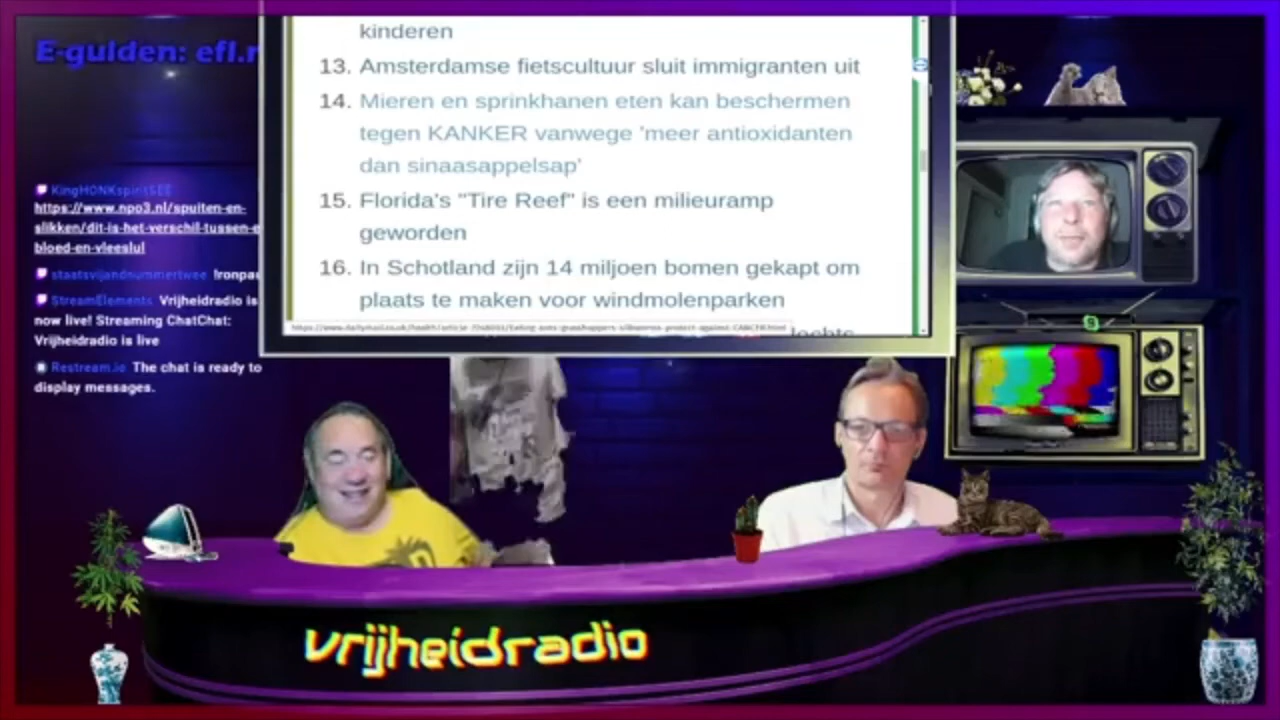 E-gulden: efl.n
kinderen
13. Amsterdamse fietscultuur sluit immigranten uit
14. Mieren en sprinkhanen eten kan beschermen
tegen KANKER vanwege 'meer antioxidanten
dan sinaasappelsap'
15. Florida's "Tire Reef" is een milieuramp
geworden
16. In Schotland zijn 14 miljoen bomen gekapt om
plaats te maken voor windmolenparken
KingHONKspiritSEE
https://www.npo3.nl/spuiten-en-
slikken/dit-is-het-verschil-tussen-e
bloed-en-vleeslul
staatsvijandnummertwee !ronpau
StreamElements Vrijheidradio is
now live! Streaming ChatChat:
Vrijheidradio is live
Restream.io The chat is ready to
display messages.
vrijheidradio